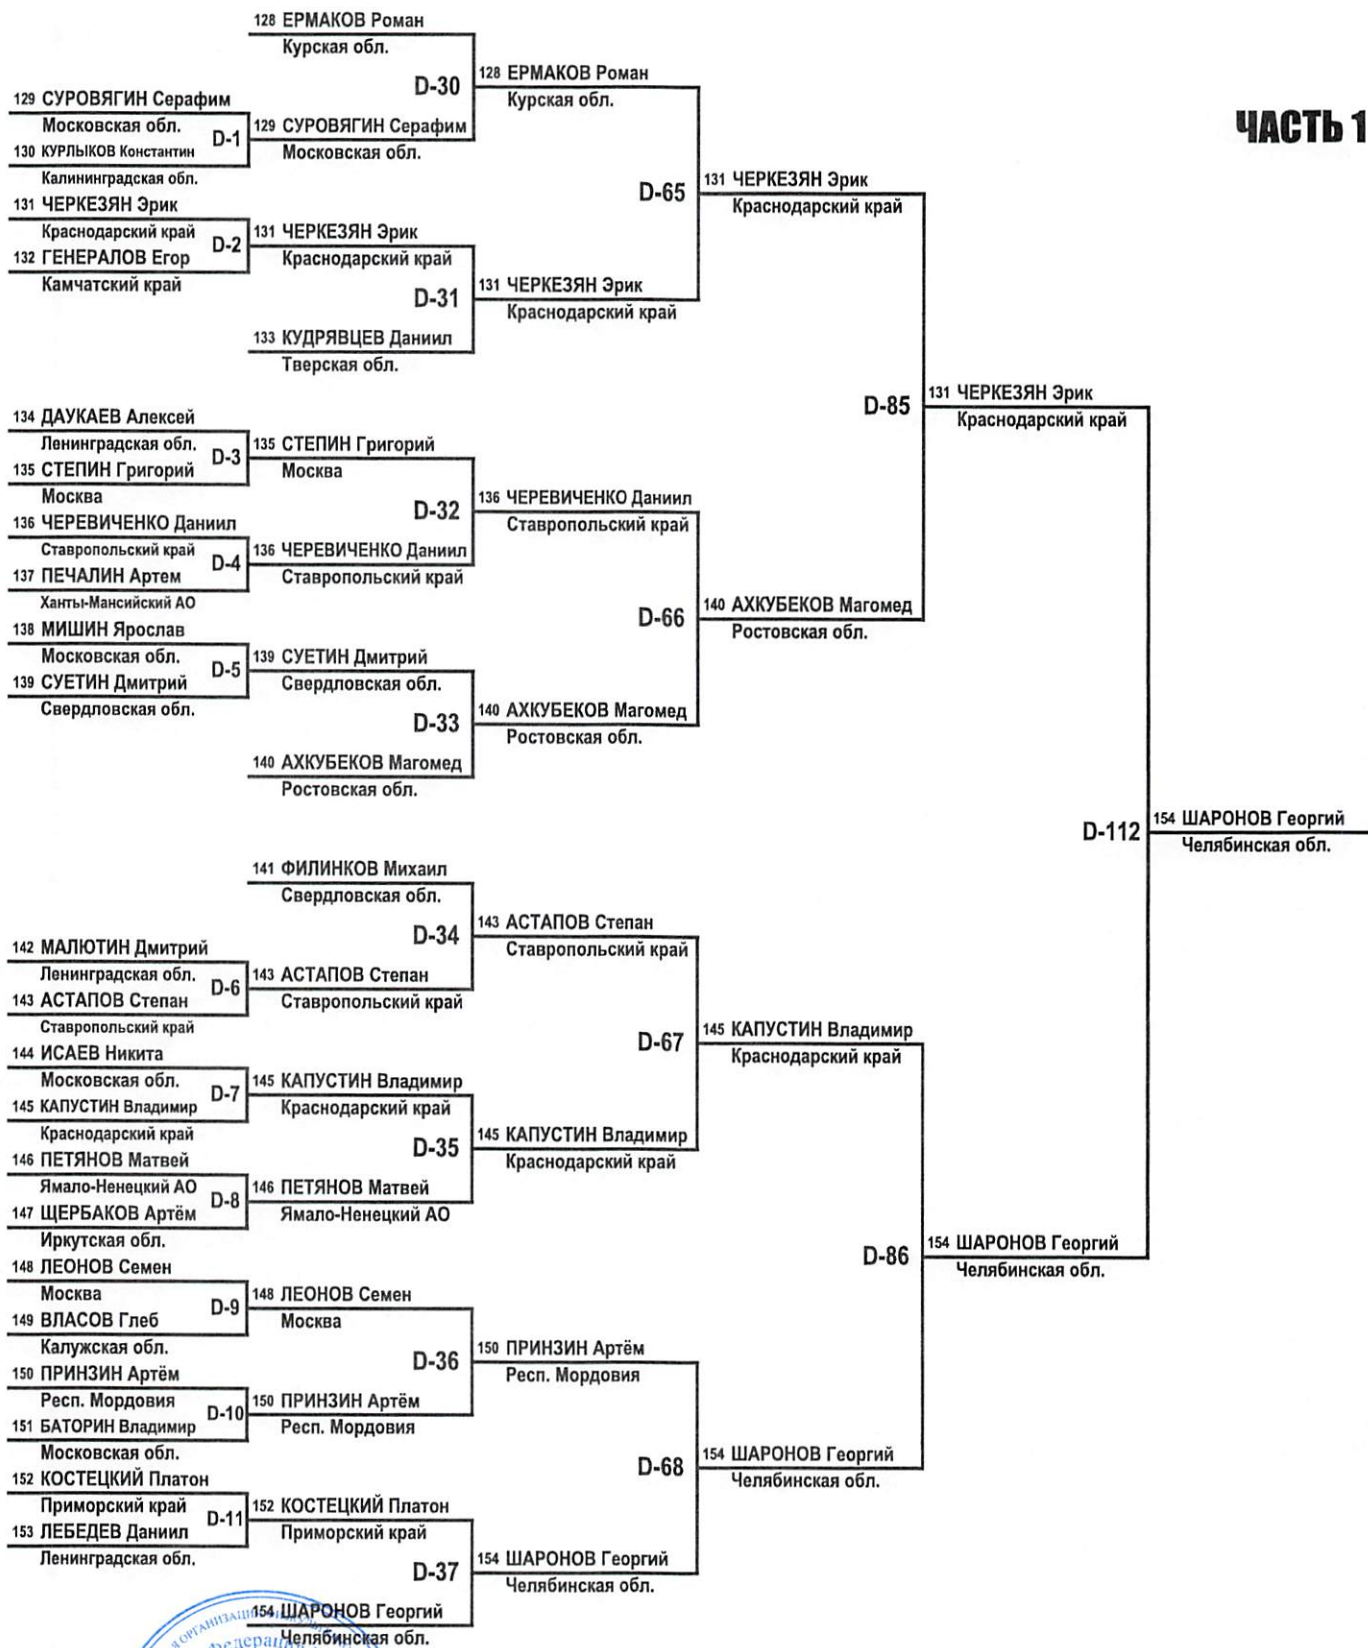 ЧАСТЬ 1
128 ЕРМАКОВ Роман
Курская обл.
D-30
128 ЕРМАКОВ Роман
Курская обл.
129 СУРОВЯГИН Серафим
Московская обл.
D-1
129 СУРОВЯГИН Серафим
Московская обл.
130 КУРЛЫКОВ Константин
Калининградская обл.
D-65
131 ЧЕРКЕЗЯН Эрик
Краснодарский край
131 ЧЕРКЕЗЯН Эрик
Краснодарский край
D-2
131 ЧЕРКЕЗЯН Эрик
Краснодарский край
132 ГЕНЕРАЛОВ Егор
Камчатский край
D-31
131 ЧЕРКЕЗЯН Эрик
Краснодарский край
133 КУДРЯВЦЕВ Даниил
Тверская обл.
D-85
131 ЧЕРКЕЗЯН Эрик
Краснодарский край
134 ДАУКАЕВ Алексей
Ленинградская обл.
D-3
135 СТЕПИН Григорий
Москва
135 СТЕПИН Григорий
Москва
D-32
136 ЧЕРЕВИЧЕНКО Даниил
Ставропольский край
136 ЧЕРЕВИЧЕНКО Даниил
Ставропольский край
D-4
136 ЧЕРЕВИЧЕНКО Даниил
Ставропольский край
137 ПЕЧАЛИН Артем
Ханты-Мансийский АО
D-66
140 АХКУБЕКОВ Магомед
Ростовская обл.
138 МИШИН Ярослав
Московская обл.
D-5
139 СУЕТИН Дмитрий
Свердловская обл.
139 СУЕТИН Дмитрий
Свердловская обл.
D-33
140 АХКУБЕКОВ Магомед
Ростовская обл.
140 АХКУБЕКОВ Магомед
Ростовская обл.
D-112
154 ШАРОНОВ Георгий
Челябинская обл.
141 ФИЛИНКОВ Михаил
Свердловская обл.
D-34
143 АСТАПОВ Степан
Ставропольский край
142 МАЛЮТИН Дмитрий
Ленинградская обл.
D-6
143 АСТАПОВ Степан
Ставропольский край
143 АСТАПОВ Степан
Ставропольский край
D-67
145 КАПУСТИН Владимир
Краснодарский край
144 ИСАЕВ Никита
Московская обл.
D-7
145 КАПУСТИН Владимир
Краснодарский край
145 КАПУСТИН Владимир
Краснодарский край
D-35
145 КАПУСТИН Владимир
Краснодарский край
146 ПЕТЯНОВ Матвей
Ямало-Ненецкий АО
D-8
146 ПЕТЯНОВ Матвей
Ямало-Ненецкий АО
147 ЩЕРБАКОВ Артём
Иркутская обл.
D-86
154 ШАРОНОВ Георгий
Челябинская обл.
148 ЛЕОНОВ Семен
Москва
D-9
148 ЛЕОНОВ Семен
Москва
149 ВЛАСОВ Глеб
Калужская обл.
D-36
150 ПРИНЗИН Артём
Респ. Мордовия
150 ПРИНЗИН Артём
Респ. Мордовия
D-10
150 ПРИНЗИН Артём
Респ. Мордовия
151 БАТОРИН Владимир
Московская обл.
D-68
154 ШАРОНОВ Георгий
Челябинская обл.
152 КОСТЕЦКИЙ Платон
Приморский край
D-11
152 КОСТЕЦКИЙ Платон
Приморский край
153 ЛЕБЕДЕВ Даниил
Ленинградская обл.
D-37
154 ШАРОНОВ Георгий
Челябинская обл.
154 ШАРОНОВ Георгий
Челябинская обл.